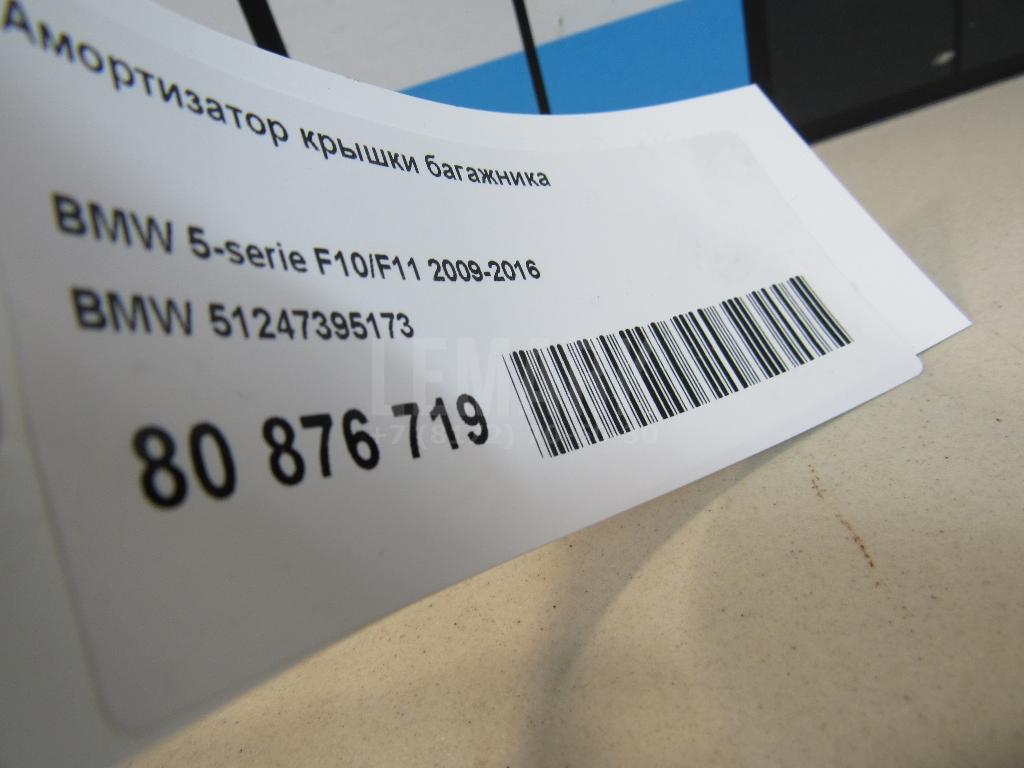 Амортизатор крышки багажника
BMW 5-serie F10/F11 2009-2016
BMW 51247395173
80 876 719